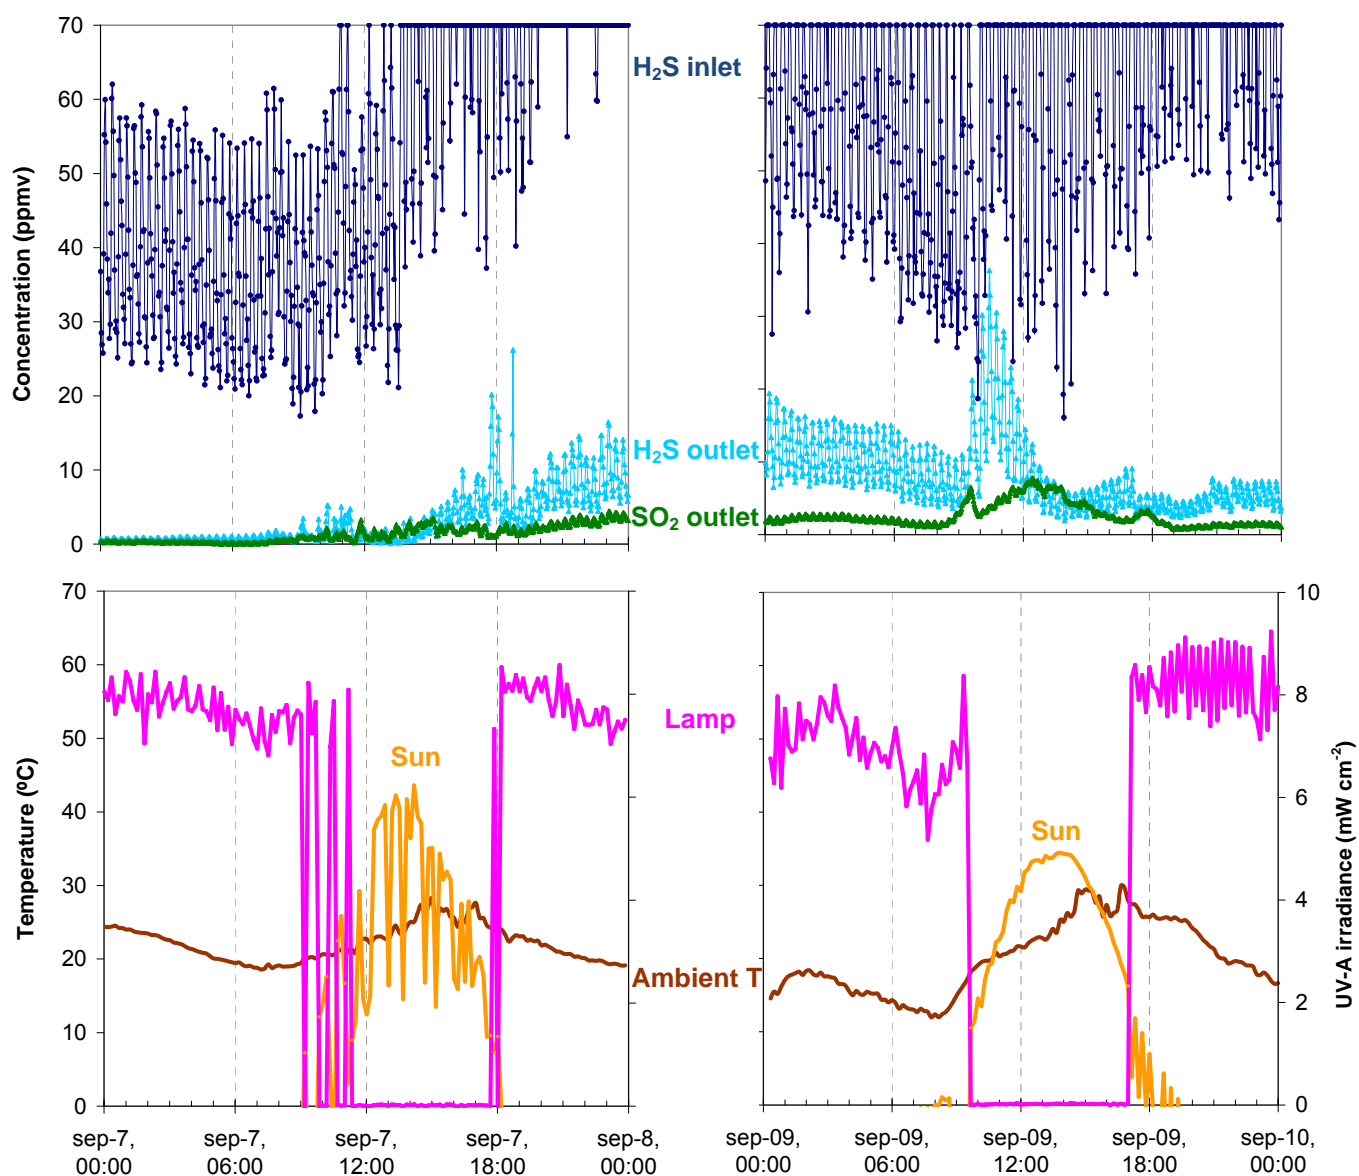 70
60
50
40
30
20
10
0
Concentration (ppmv)
H₂S inlet
H₂S outlet
SO₂ outlet
70
60
50
40
30
20
10
0
Temperature (ºC)
Lamp
Sun
Ambient T
Sun
10
8
6
4
2
0
UV-A irradiance (mW cm⁻²)
sep-7, 00:00
sep-7, 06:00
sep-7, 12:00
sep-7, 18:00
sep-8, 00:00
sep-09, 00:00
sep-09, 06:00
sep-09, 12:00
sep-09, 18:00
sep-10, 00:00